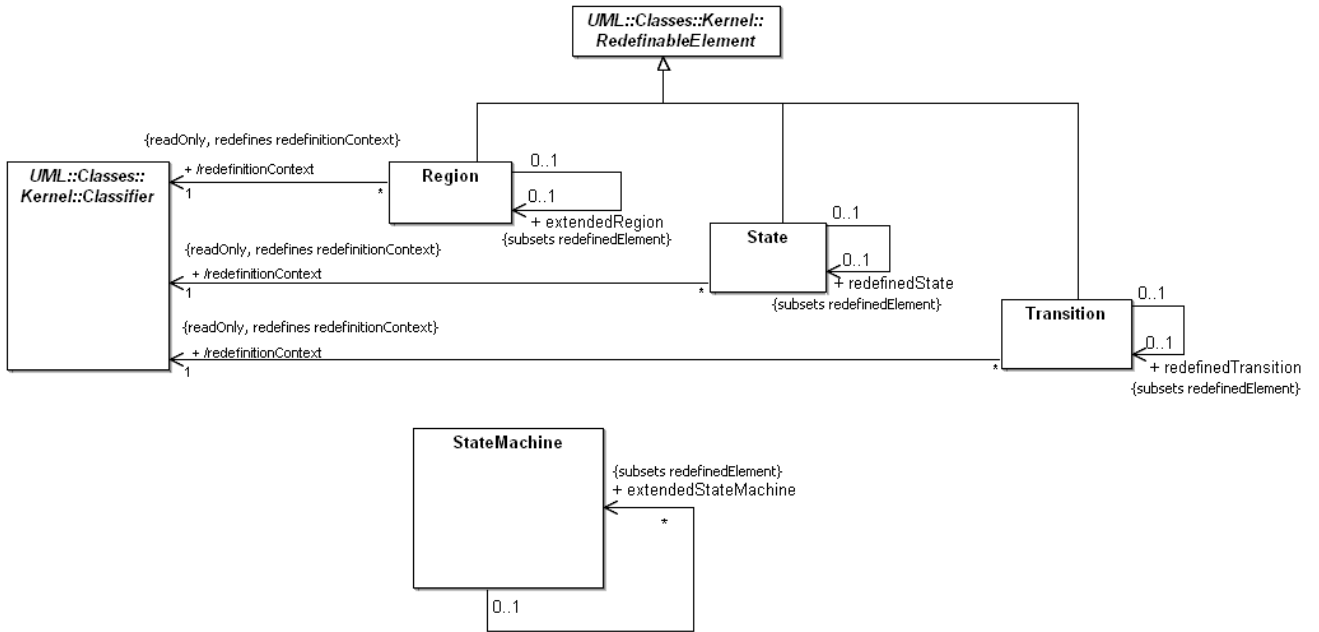 UML::Classes::Kernel::
RedefinableElement
{readOnly, redefines redefinitionContext}
UML::Classes::
Kernel::Classifier
+ /redefinitionContext
1
*
Region
0..1
0..1
+ extendedRegion
{subsets redefinedElement}
{readOnly, redefines redefinitionContext}
+ /redefinitionContext
1
*
State
0..1
0..1
+ redefinedState
{subsets redefinedElement}
{readOnly, redefines redefinitionContext}
+ /redefinitionContext
1
*
Transition
0..1
0..1
+ redefinedTransition
{subsets redefinedElement}
StateMachine
{subsets redefinedElement}
+ extendedStateMachine
*
0..1